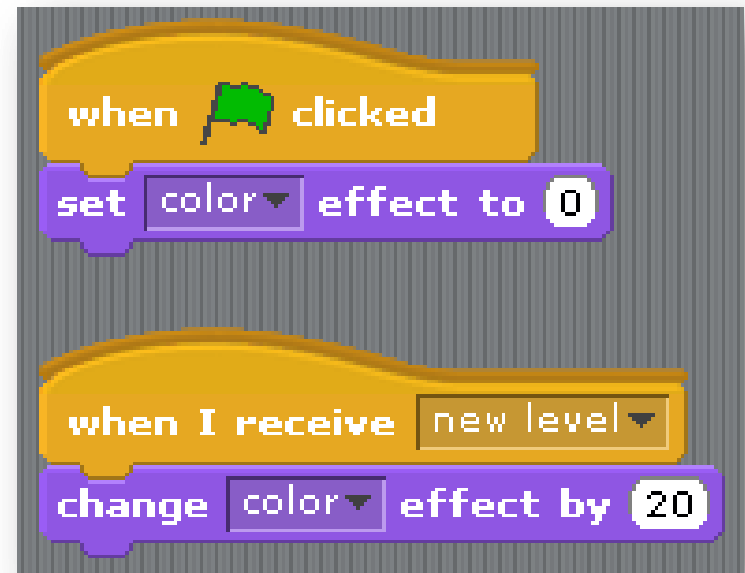 when clicked
set color effect to 0
when I receive new level
change color effect by 20